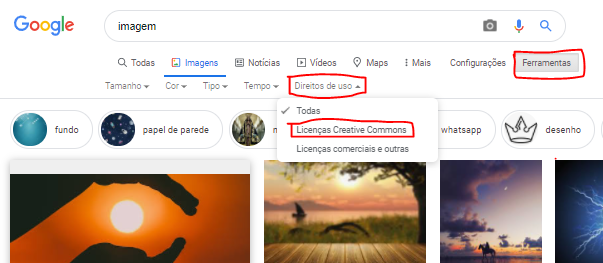 Google
imagem
Todas Imagens Notícias Vídeos Maps Mais Configurações Ferramentas
Tamanho Cor Tipo Tempo Direitos de uso
Todas
Licenças Creative Commons
Licenças comerciais e outras
fundo papel de parede whatsapp desenho